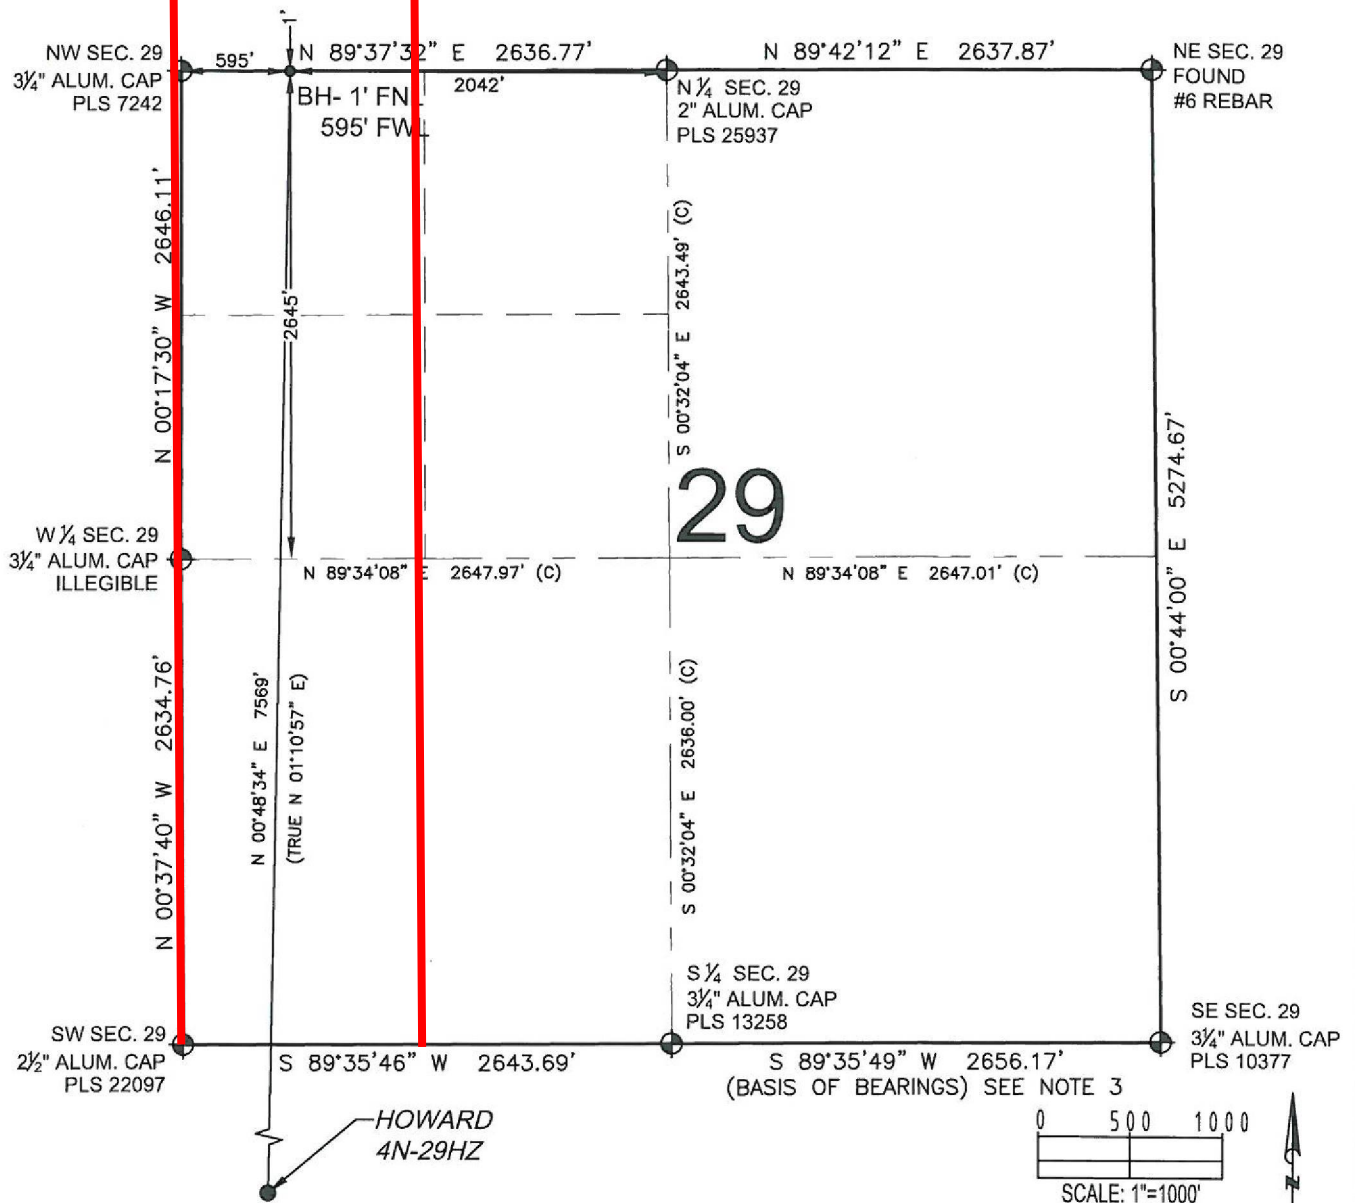 1'
NW SEC. 29
3¼" ALUM. CAP
PLS 7242
595'
N 89°37'32" E 2636.77'
2042'
BH- 1' FNL
595' FWL
N ¼ SEC. 29
2" ALUM. CAP
PLS 25937
N 89°42'12" E 2637.87'
NE SEC. 29
FOUND
#6 REBAR
N 00°17'30" W 2646.11'
2645'
S 00°32'04" E 2643.49' (C)
29
S 00°44'00" E 5274.67'
W ¼ SEC. 29
3¼" ALUM. CAP
ILLEGIBLE
N 89°34'08" E 2647.97' (C)
N 89°34'08" E 2647.01' (C)
N 00°37'40" W 2634.76'
N 00°48'34" E 7569'
(TRUE N 01°10'57" E)
S 00°32'04" E 2636.00' (C)
S ¼ SEC. 29
3¼" ALUM. CAP
PLS 13258
SW SEC. 29
2½" ALUM. CAP
PLS 22097
S 89°35'46" W 2643.69'
S 89°35'49" W 2656.17'
(BASIS OF BEARINGS) SEE NOTE 3
SE SEC. 29
3¼" ALUM. CAP
PLS 10377
HOWARD
4N-29HZ
0 500 1000
SCALE: 1"=1000'
N